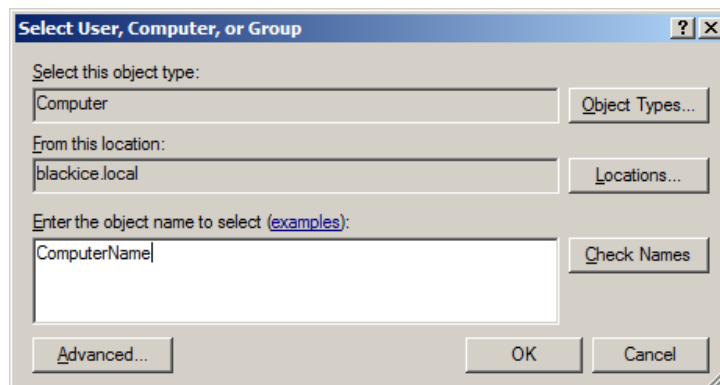 Select User, Computer, or Group
Select this object type:
Computer
Object Types...
From this location:
blackice.local
Locations...
Enter the object name to select (examples):
ComputerName
Check Names
Advanced...
OK
Cancel